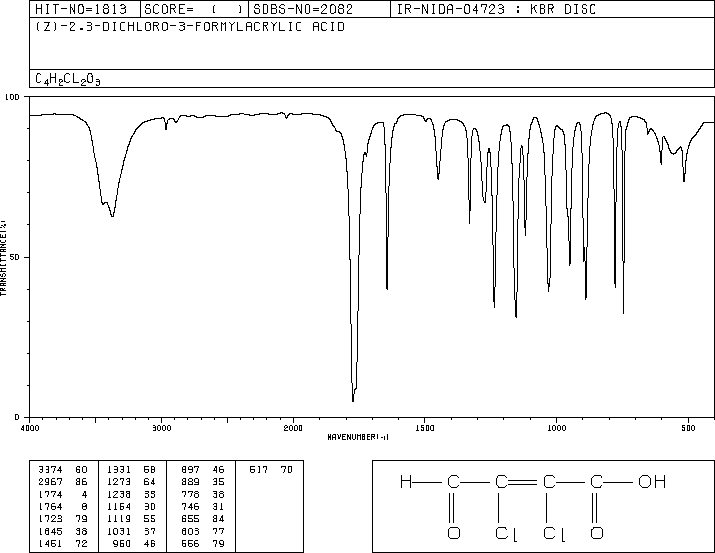 HIT-NO=1813 SCORE= ( ) SDBS-NO=2082 IR-NIDA-04723 : KBR DISC
(Z)-2,3-DICHLORO-3-FORMYLACRYLIC ACID
C4H2CL2O3
100
50
0
TRANSMITTANCE(%)
4000 3000 2000 1500 1000 500
WAVENUMBER(-1)
3374 60 1331 58 897 46 517 70
2967 86 1273 64 889 35
1774 4 1238 33 778 38
1764 8 1154 30 746 31
1723 79 1119 55 655 84
1645 38 1031 37 603 77
1451 72 950 46 556 79
H C C C C OH
O Cl Cl O